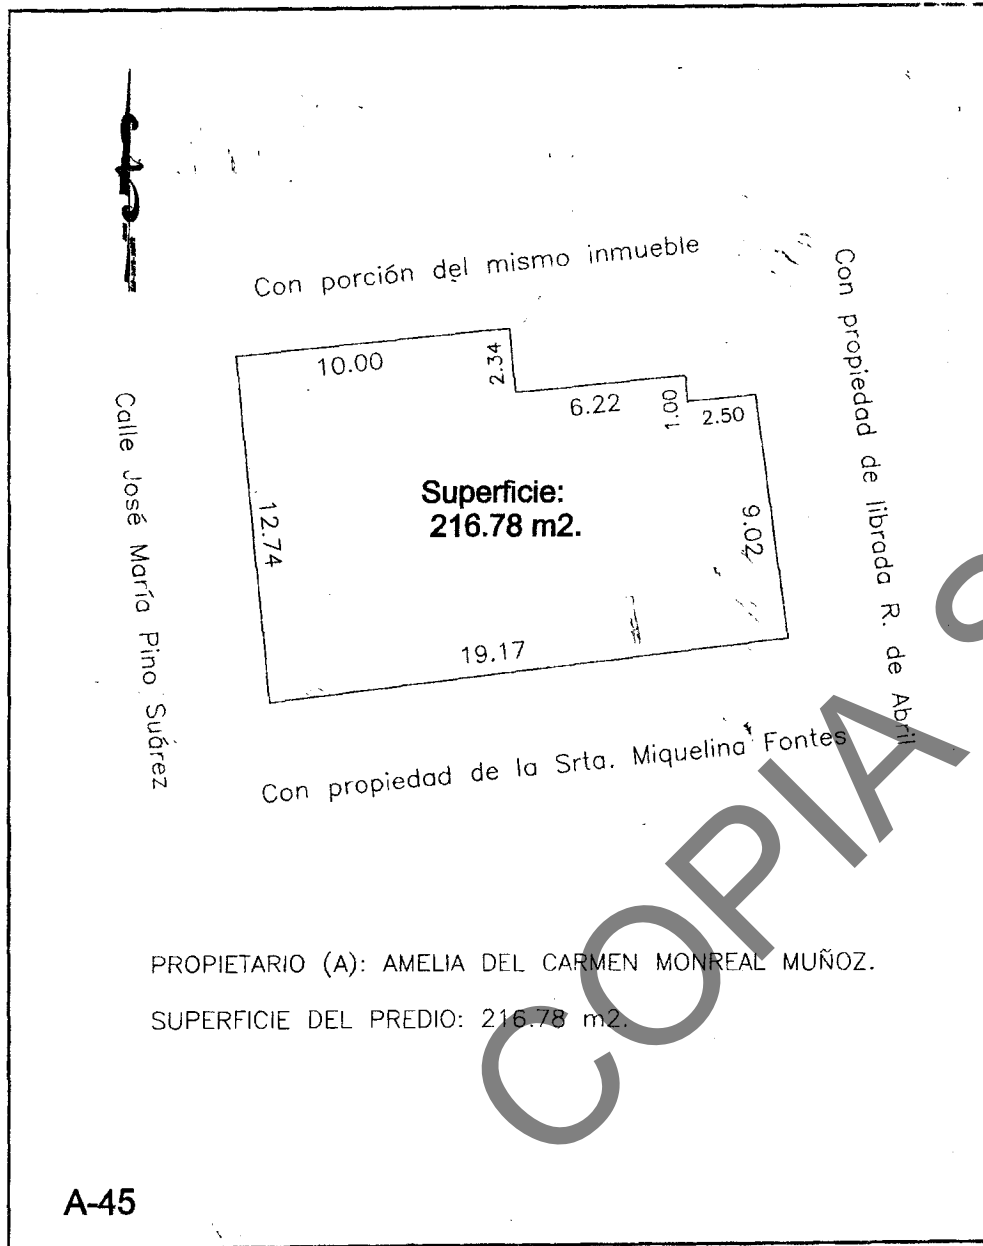 Con porción del mismo inmueble
Con propiedad de librada R. de Abril
Calle José María Pino Suárez
10.00
2.34
6.22
1.00
2.50
12.74
Superficie:
216.78 m2.
9.02
19.17
Con propiedad de la Srta. Miquelina Fontes
PROPIETARIO (A): AMELIA DEL CARMEN MONREAL MUÑOZ.
SUPERFICIE DEL PREDIO: 216.78 m2.
COPIA S
A-45